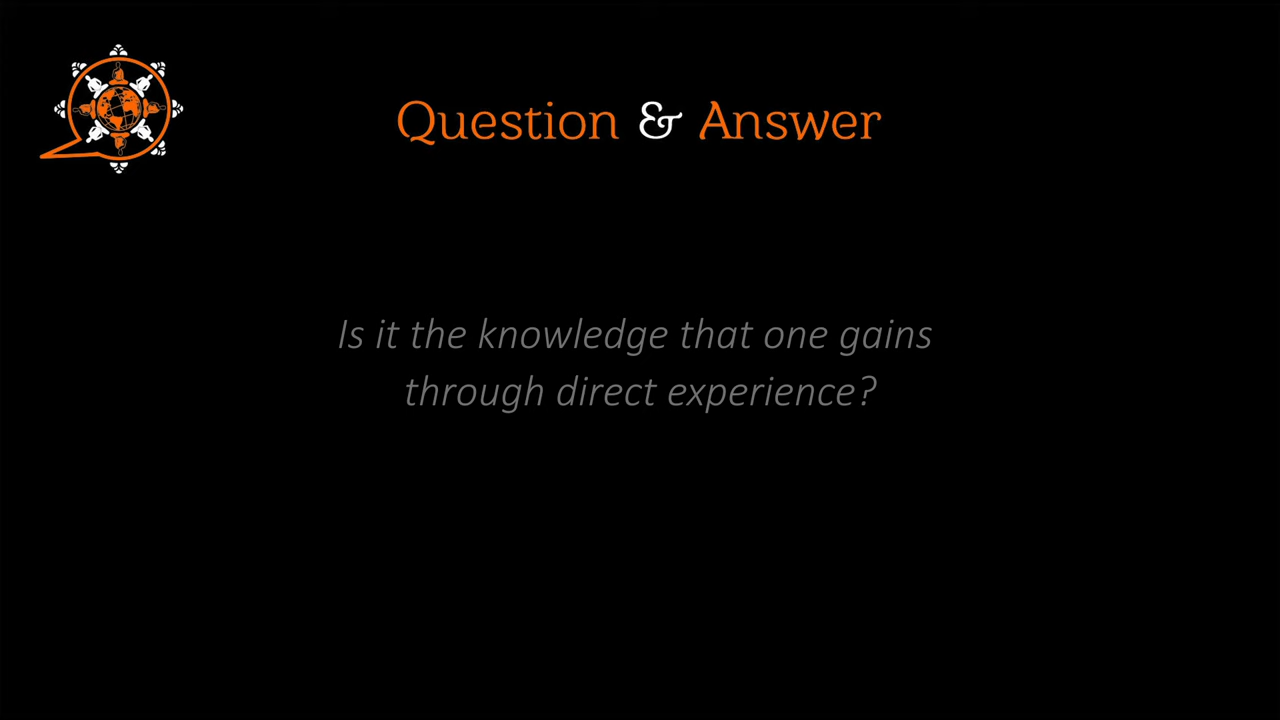 Question & Answer
Is it the knowledge that one gains
through direct experience?